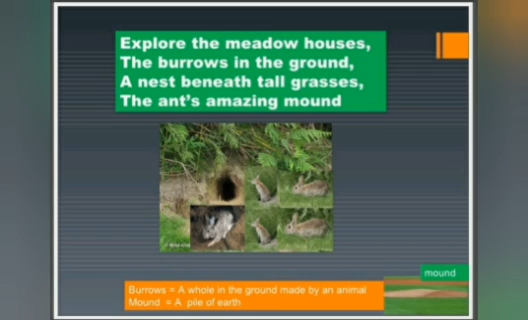 Explore the meadow houses,
The burrows in the ground,
A nest beneath tall grasses,
The ant's amazing mound
mound
Burrows = A whole in the ground made by an animal
Mound = A pile of earth